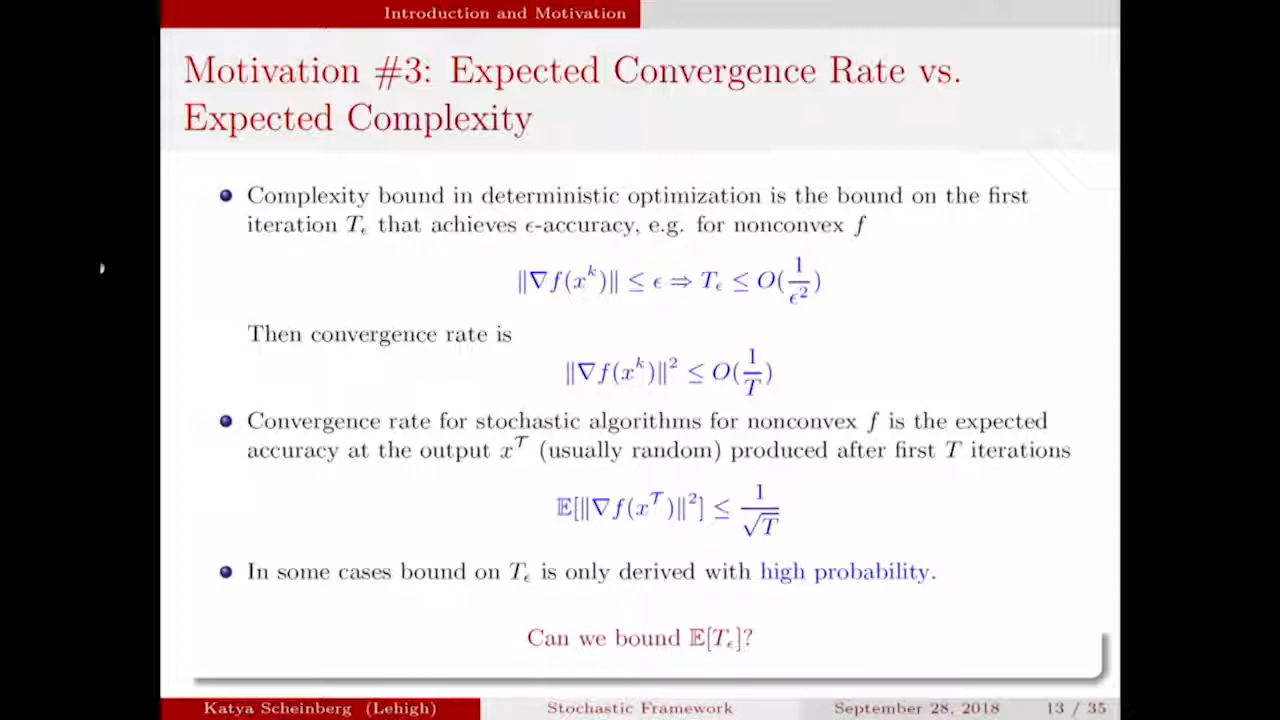 Introduction and Motivation
Motivation #3: Expected Convergence Rate vs.
Expected Complexity
Complexity bound in deterministic optimization is the bound on the first
iteration T_ϵ that achieves ϵ-accuracy, e.g. for nonconvex f
‖∇f(x^k)‖ ≤ ϵ ⇒ T_ϵ ≤ O(1/ϵ^2)
Then convergence rate is
‖∇f(x^k)‖^2 ≤ O(1/T)
Convergence rate for stochastic algorithms for nonconvex f is the expected
accuracy at the output x^𝒯 (usually random) produced after first T iterations
𝔼[‖∇f(x^𝒯)‖^2] ≤ 1/√T
In some cases bound on T_ϵ is only derived with high probability.
Can we bound 𝔼[T_ϵ]?
Katya Scheinberg (Lehigh) Stochastic Framework September 28, 2018 13 / 35